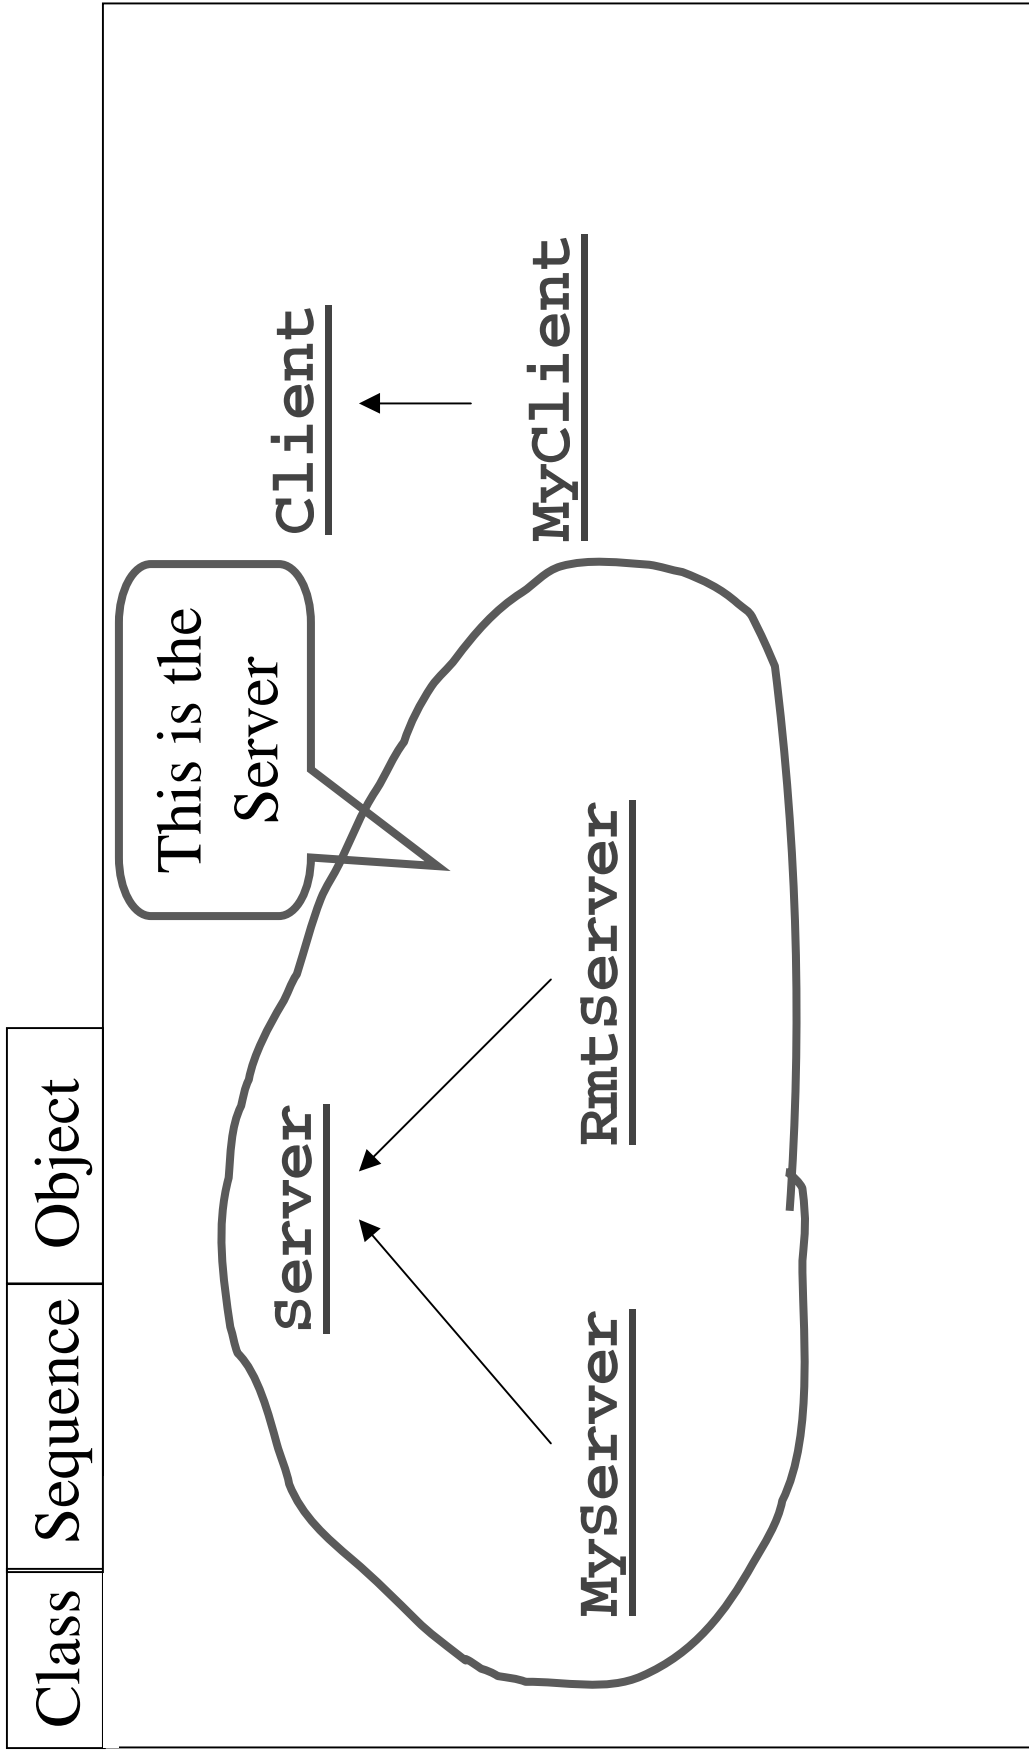 Class Sequence Object
This is the
Server
Server
Client
MyServer
RmtServer
MyClient